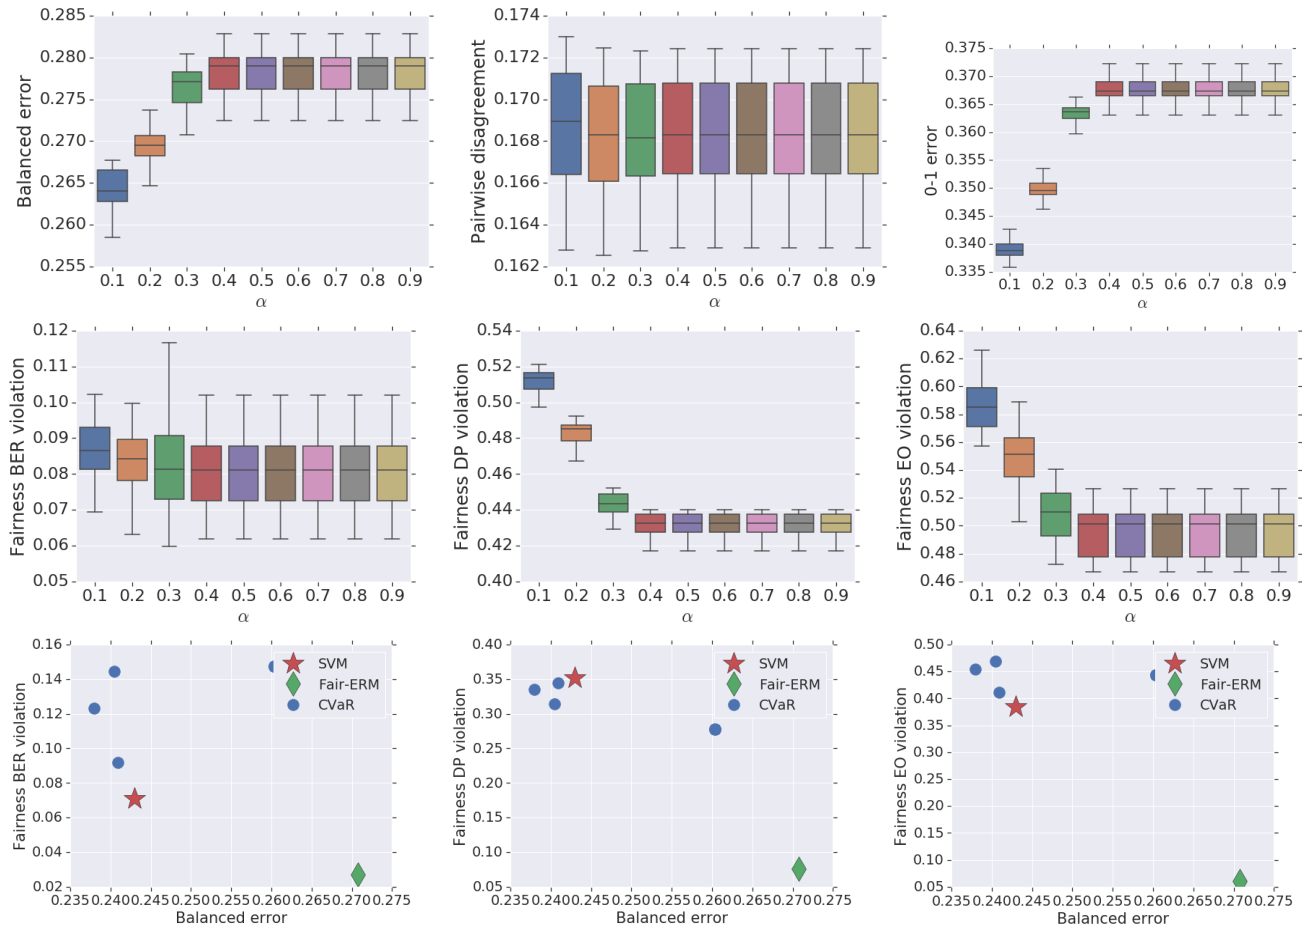 0.285
0.280
0.275
0.270
0.265
0.260
0.255
Balanced error
0.1 0.2 0.3 0.4 0.5 0.6 0.7 0.8 0.9
α
0.174
0.172
0.170
0.168
0.166
0.164
0.162
Pairwise disagreement
0.1 0.2 0.3 0.4 0.5 0.6 0.7 0.8 0.9
α
0.375
0.370
0.365
0.360
0.355
0.350
0.345
0.340
0.335
0-1 error
0.1 0.2 0.3 0.4 0.5 0.6 0.7 0.8 0.9
α
0.12
0.11
0.10
0.09
0.08
0.07
0.06
0.05
Fairness BER violation
0.1 0.2 0.3 0.4 0.5 0.6 0.7 0.8 0.9
α
0.54
0.52
0.50
0.48
0.46
0.44
0.42
0.40
Fairness DP violation
0.1 0.2 0.3 0.4 0.5 0.6 0.7 0.8 0.9
α
0.64
0.62
0.60
0.58
0.56
0.54
0.52
0.50
0.48
0.46
Fairness EO violation
0.1 0.2 0.3 0.4 0.5 0.6 0.7 0.8 0.9
α
0.16
0.14
0.12
0.10
0.08
0.06
0.04
0.02
Fairness BER violation
SVM
Fair-ERM
CVaR
0.235 0.240 0.245 0.250 0.255 0.260 0.265 0.270 0.275
Balanced error
0.40
0.35
0.30
0.25
0.20
0.15
0.10
0.05
Fairness DP violation
SVM
Fair-ERM
CVaR
0.235 0.240 0.245 0.250 0.255 0.260 0.265 0.270 0.275
Balanced error
0.50
0.45
0.40
0.35
0.30
0.25
0.20
0.15
0.10
0.05
Fairness EO violation
SVM
Fair-ERM
CVaR
0.235 0.240 0.245 0.250 0.255 0.260 0.265 0.270 0.275
Balanced error